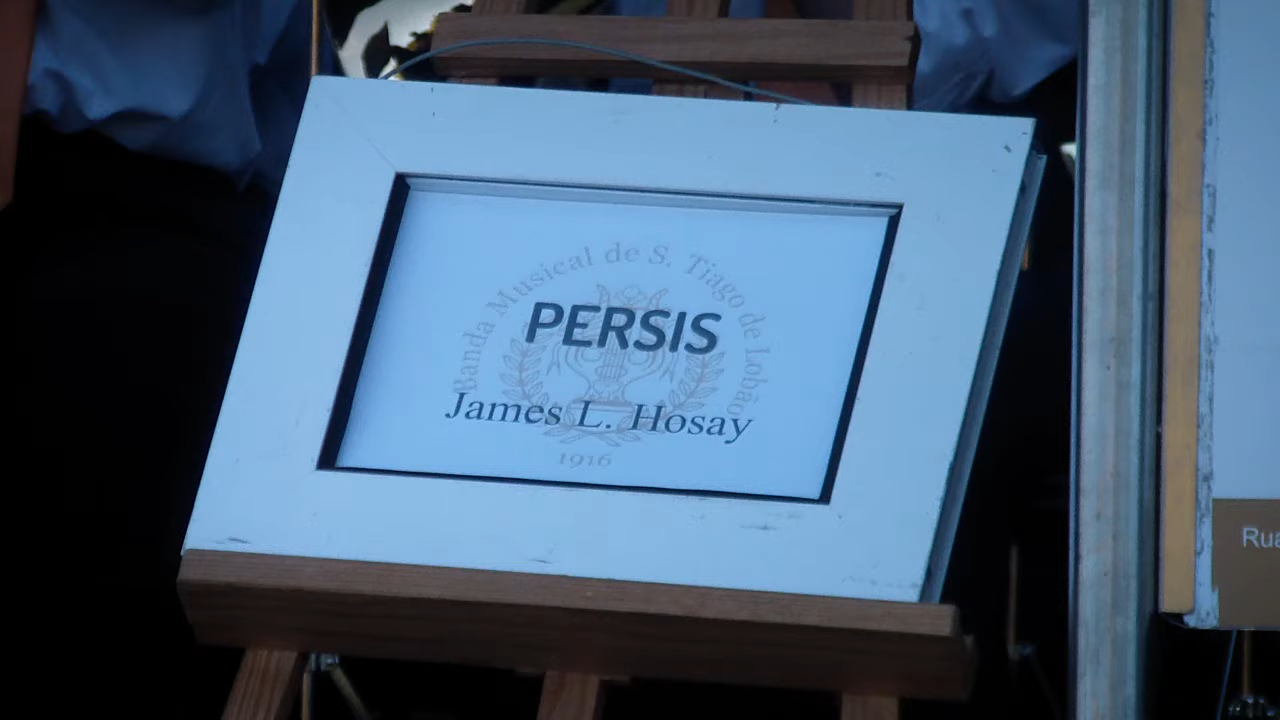 Banda Musical de S. Tiago de Lobão
PERSIS
James L. Hosay
1916
Rua